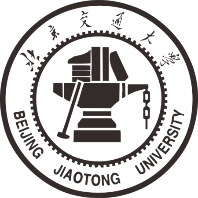 北京交通大学
BEIJING JIAOTONG UNIVERSITY